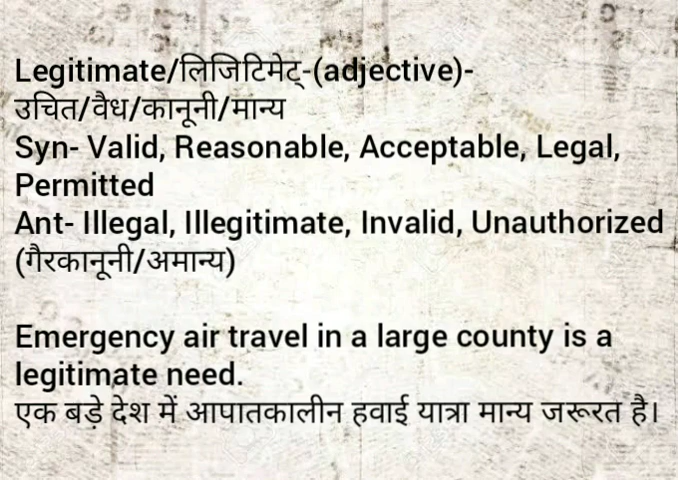 Legitimate/लिजिटिमेट्-(adjective)-
उचित/वैध/कानूनी/मान्य
Syn- Valid, Reasonable, Acceptable, Legal,
Permitted
Ant- Illegal, Illegitimate, Invalid, Unauthorized
(गैरकानूनी/अमान्य)
Emergency air travel in a large county is a
legitimate need.
एक बड़े देश में आपातकालीन हवाई यात्रा मान्य जरूरत है।